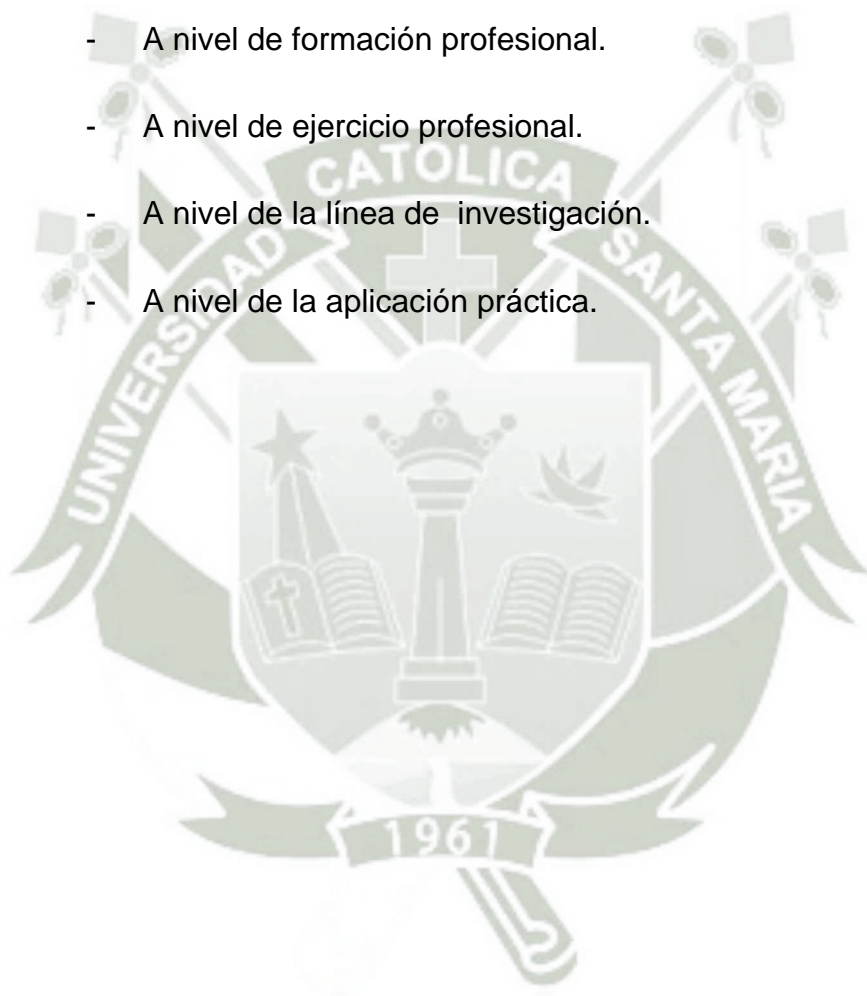 - A nivel de formación profesional.
- A nivel de ejercicio profesional.
- A nivel de la línea de investigación.
- A nivel de la aplicación práctica.
UNIVERSIDAD CATÓLICA SANTA MARIA
1961